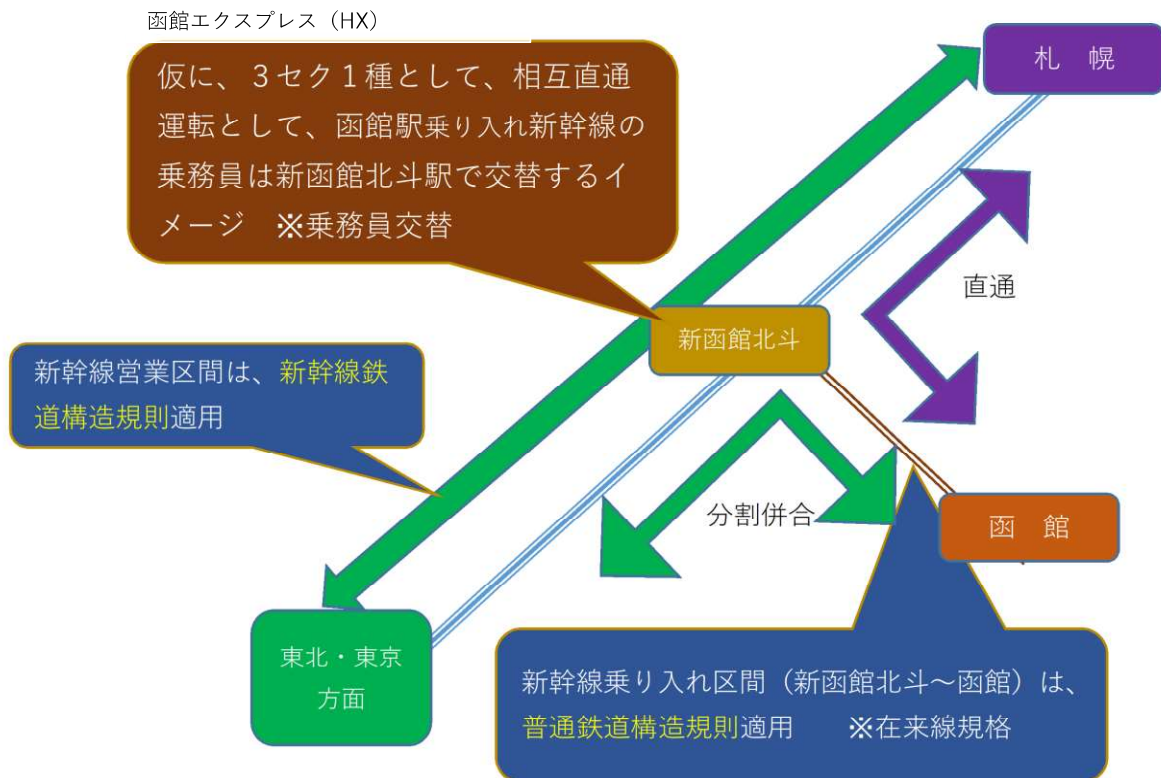 函館エクスプレス（HX）
仮に、３セク１種として、相互直通
運転として、函館駅乗り入れ新幹線の
乗務員は新函館北斗駅で交替するイ
メージ　※乗務員交替
札　幌
直通
新函館北斗
新幹線営業区間は、新幹線鉄
道構造規則適用
分割併合
函　館
東北・東京
方面
新幹線乗り入れ区間（新函館北斗～函館）は、
普通鉄道構造規則適用　　※在来線規格